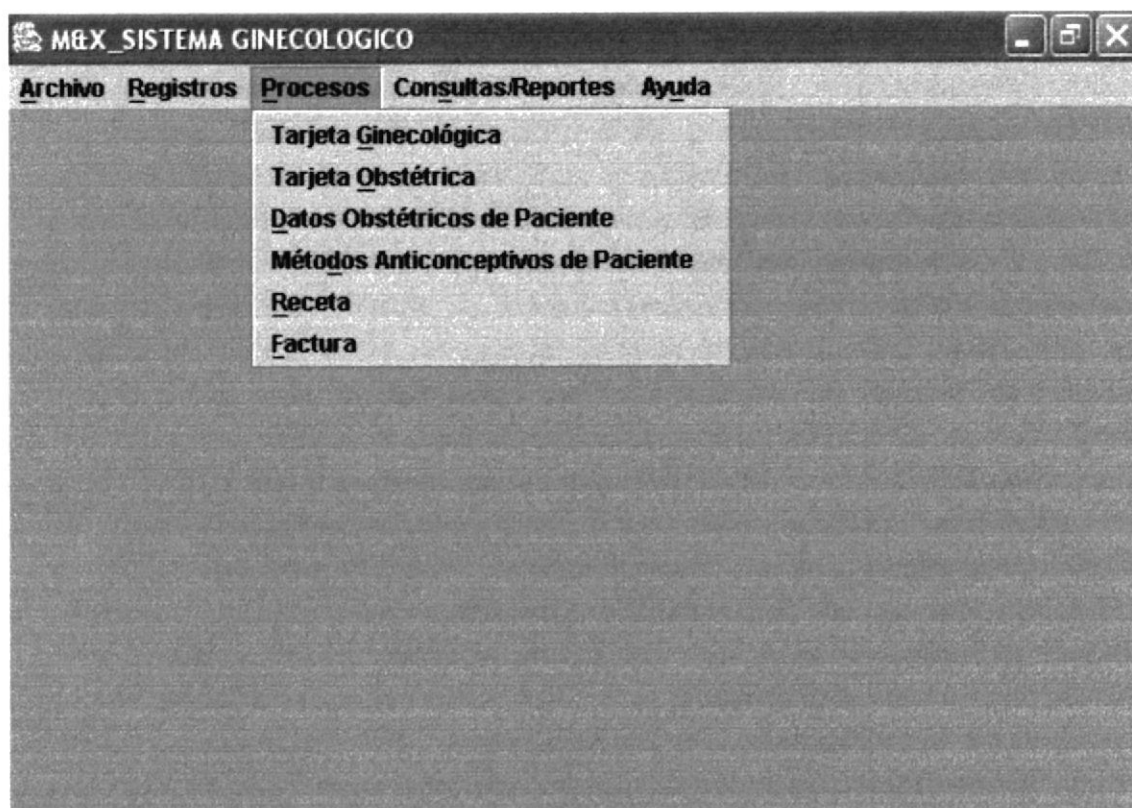 M&X_SISTEMA GINECOLOGICO
Archivo Registros Procesos Consultas/Reportes Ayuda
Tarjeta Ginecológica
Tarjeta Obstétrica
Datos Obstétricos de Paciente
Métodos Anticonceptivos de Paciente
Receta
Factura